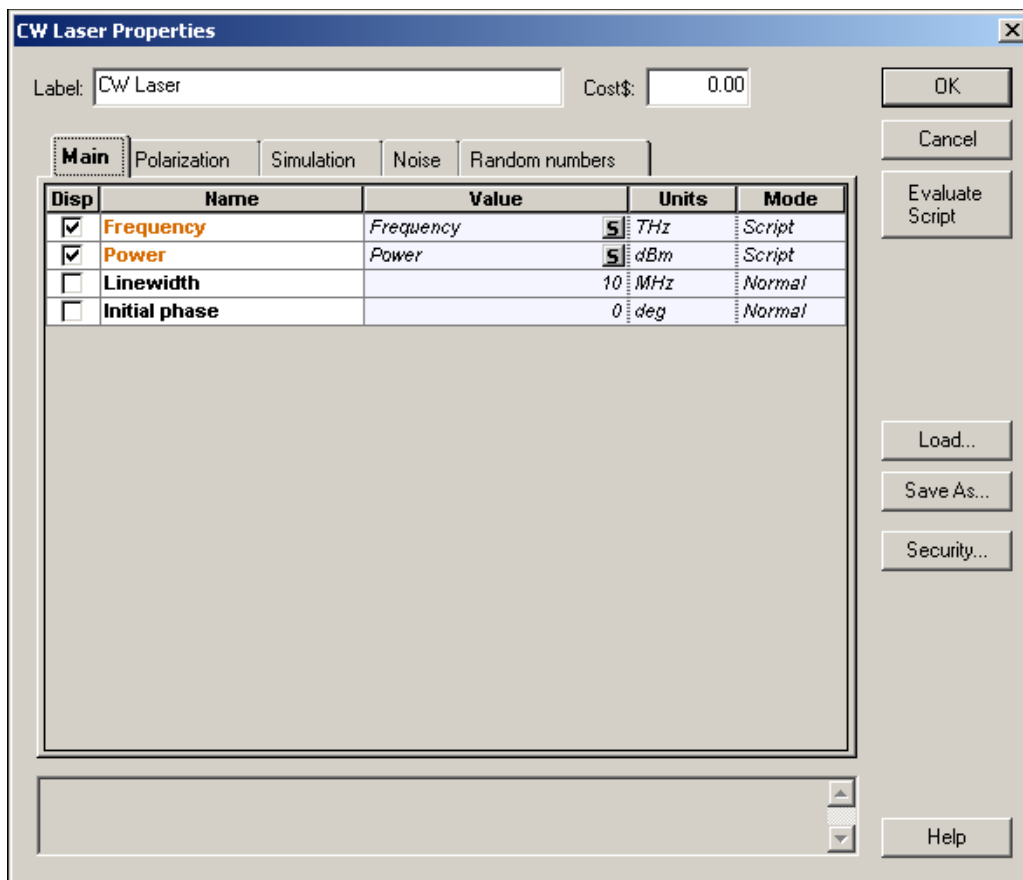 CW Laser Properties
Label: CW Laser Cost$: 0.00 OK
Cancel
Main Polarization Simulation Noise Random numbers
Evaluate Script
Disp Name Value Units Mode
Frequency Frequency S THz Script
Power Power S dBm Script
Linewidth 10 MHz Normal
Initial phase 0 deg Normal
Load...
Save As...
Security...
Help